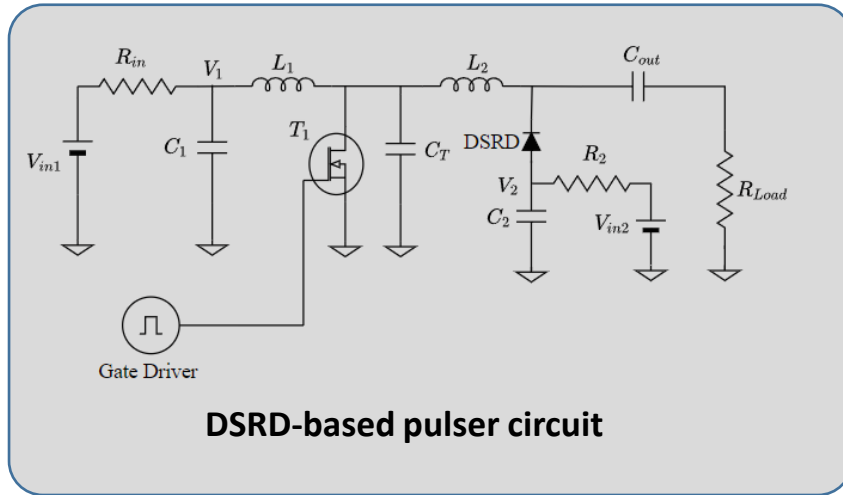 R_in
V_1
L_1
L_2
C_out
T_1
V_in1
C_1
C_T
DSRD
R_2
V_2
C_2
V_in2
R_Load
Gate Driver
DSRD-based pulser circuit